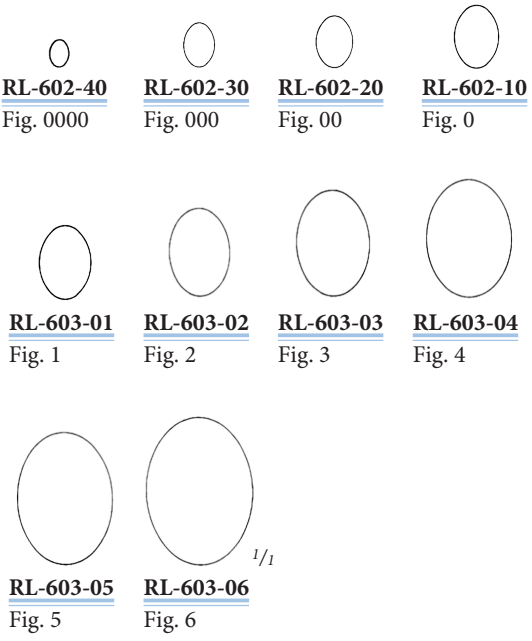 RL-602-40 RL-602-30 RL-602-20 RL-602-10
Fig. 0000 Fig. 000 Fig. 00 Fig. 0
RL-603-01 RL-603-02 RL-603-03 RL-603-04
Fig. 1 Fig. 2 Fig. 3 Fig. 4
1/1
RL-603-05 RL-603-06
Fig. 5 Fig. 6